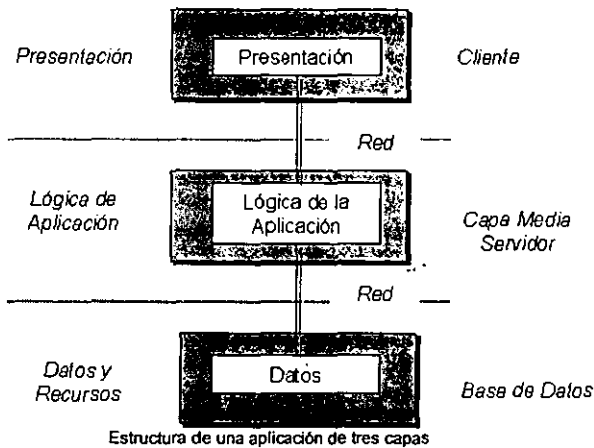 Presentación
Presentación
Cliente
Red
Lógica de
Aplicación
Lógica de la
Aplicación
Capa Media
Servidor
Red
Datos y
Recursos
Datos
Basa de Datos
Estructura de una aplicación de tres capas